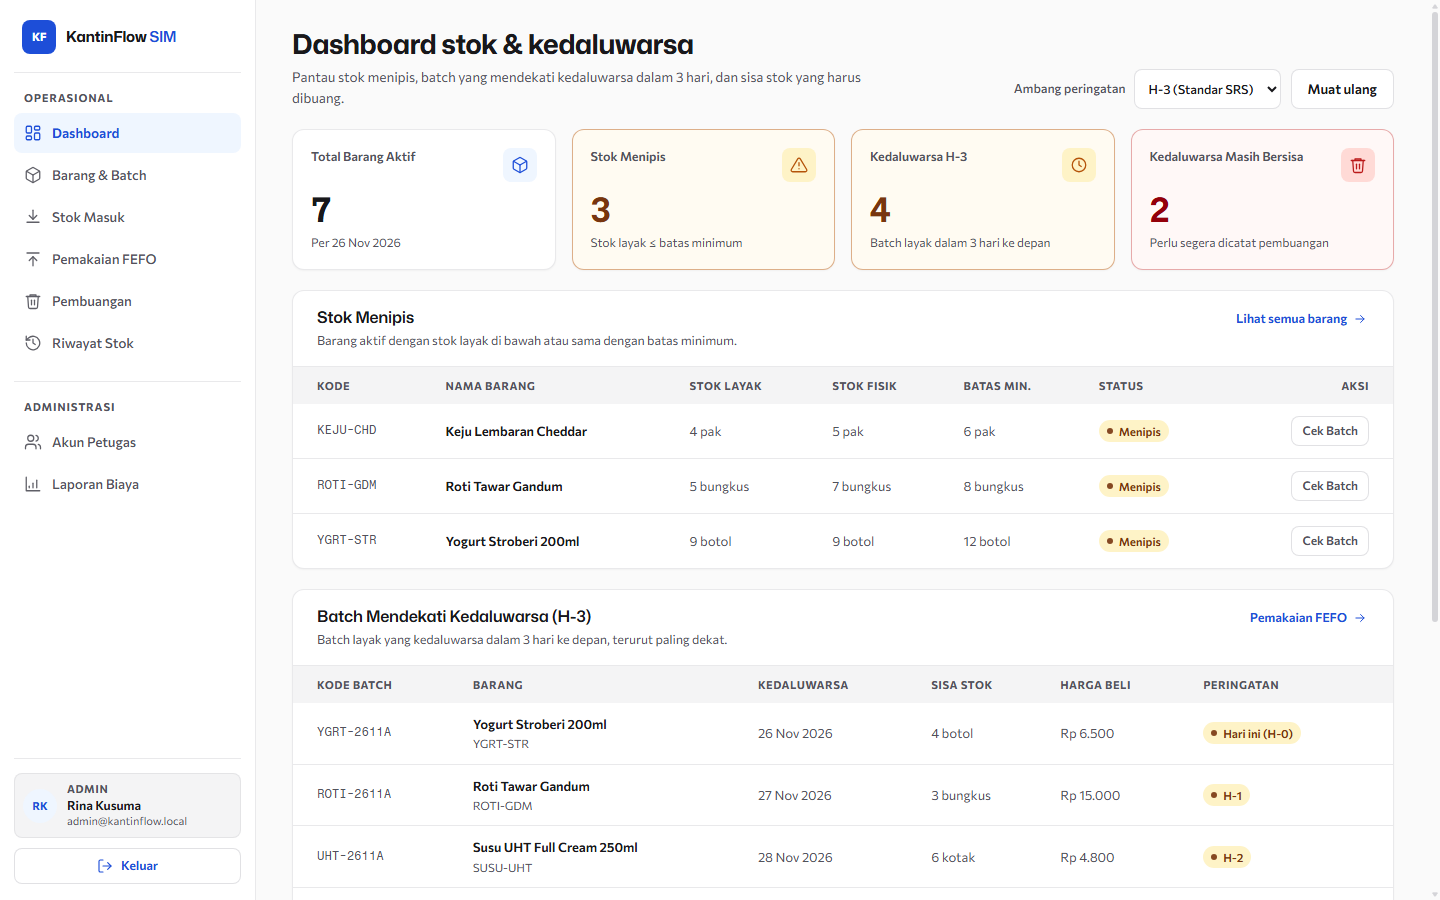 KF
KantinFlow SIM
OPERASIONAL
Dashboard
Barang & Batch
Stok Masuk
Pemakaian FEFO
Pembuangan
Riwayat Stok
ADMINISTRASI
Akun Petugas
Laporan Biaya
RK
ADMIN
Rina Kusuma
admin@kantinflow.local
Keluar
Dashboard stok & kedaluwarsa
Pantau stok menipis, batch yang mendekati kedaluwarsa dalam 3 hari, dan sisa stok yang harus
dibuang.
Ambang peringatan
H-3 (Standar SRS)
Muat ulang
Total Barang Aktif
7
Per 26 Nov 2026
Stok Menipis
3
Stok layak ≤ batas minimum
Kedaluwarsa H-3
4
Batch layak dalam 3 hari ke depan
Kedaluwarsa Masih Bersisa
2
Perlu segera dicatat pembuangan
Stok Menipis
Barang aktif dengan stok layak di bawah atau sama dengan batas minimum.
Lihat semua barang →
KODE NAMA BARANG STOK LAYAK STOK FISIK BATAS MIN. STATUS AKSI
KEJU-CHD Keju Lembaran Cheddar 4 pak 5 pak 6 pak Menipis Cek Batch
ROTI-GDM Roti Tawar Gandum 5 bungkus 7 bungkus 8 bungkus Menipis Cek Batch
YGRT-STR Yogurt Stroberi 200ml 9 botol 9 botol 12 botol Menipis Cek Batch
Batch Mendekati Kedaluwarsa (H-3)
Batch layak yang kedaluwarsa dalam 3 hari ke depan, terurut paling dekat.
Pemakaian FEFO →
KODE BATCH BARANG KEDALUWARSA SISA STOK HARGA BELI PERINGATAN
YGRT-2611A Yogurt Stroberi 200ml 26 Nov 2026 4 botol Rp 6.500 Hari ini (H-0)
YGRT-STR
ROTI-2611A Roti Tawar Gandum 27 Nov 2026 3 bungkus Rp 15.000 H-1
ROTI-GDM
UHT-2611A Susu UHT Full Cream 250ml 28 Nov 2026 6 kotak Rp 4.800 H-2
SUSU-UHT